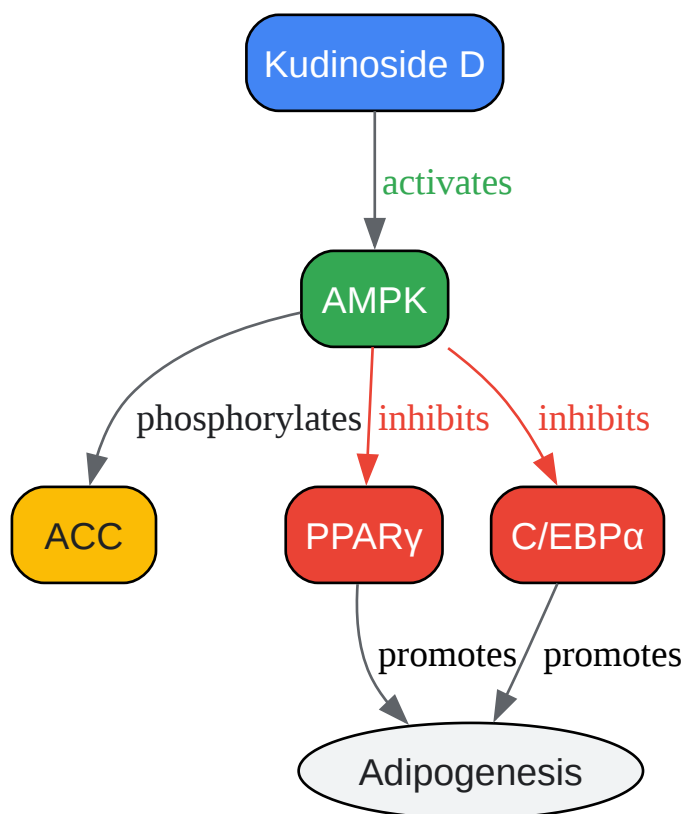 Kudinoside D
activates
AMPK
phosphorylates
inhibits
inhibits
ACC
PPARγ
C/EBPα
promotes
promotes
Adipogenesis